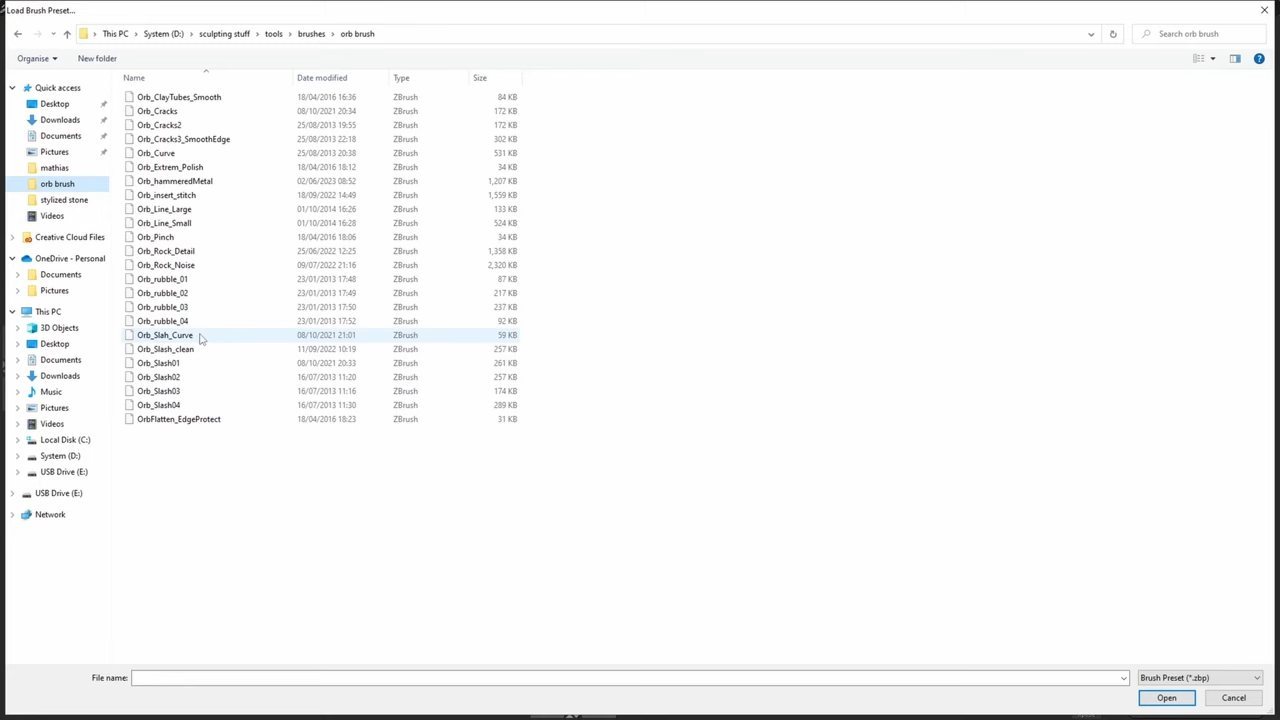 Load Brush Preset...
This PC > System (D:) > sculpting stuff > tools > brushes > orb brush
Search orb brush
Organise
New folder
Name Date modified Type Size
Quick access
Desktop
Downloads
Documents
Pictures
mathias
orb brush
stylized stone
Videos
Creative Cloud Files
OneDrive - Personal
Documents
Pictures
This PC
3D Objects
Desktop
Documents
Downloads
Music
Pictures
Videos
Local Disk (C:)
System (D:)
USB Drive (E:)
USB Drive (E:)
Network
Orb_ClayTubes_Smooth 18/04/2016 16:36 ZBrush 84 KB
Orb_Cracks 08/10/2021 20:34 ZBrush 172 KB
Orb_Cracks2 25/08/2013 19:55 ZBrush 172 KB
Orb_Cracks3_SmoothEdge 25/08/2013 22:18 ZBrush 302 KB
Orb_Curve 25/08/2013 20:38 ZBrush 531 KB
Orb_Extrem_Polish 18/04/2016 18:12 ZBrush 34 KB
Orb_hammeredMetal 02/06/2023 08:52 ZBrush 1,207 KB
Orb_insert_stitch 18/09/2022 14:49 ZBrush 1,559 KB
Orb_Line_Large 01/10/2014 16:26 ZBrush 133 KB
Orb_Line_Small 01/10/2014 16:28 ZBrush 524 KB
Orb_Pinch 18/04/2016 18:06 ZBrush 34 KB
Orb_Rock_Detail 25/06/2022 12:25 ZBrush 1,358 KB
Orb_Rock_Noise 09/07/2022 21:16 ZBrush 2,320 KB
Orb_rubble_01 23/01/2013 17:48 ZBrush 87 KB
Orb_rubble_02 23/01/2013 17:49 ZBrush 217 KB
Orb_rubble_03 23/01/2013 17:50 ZBrush 237 KB
Orb_rubble_04 23/01/2013 17:52 ZBrush 92 KB
Orb_Slah_Curve 08/10/2021 21:01 ZBrush 59 KB
Orb_Slash_clean 11/09/2022 10:19 ZBrush 257 KB
Orb_Slash01 08/10/2021 20:33 ZBrush 261 KB
Orb_Slash02 16/07/2013 11:20 ZBrush 257 KB
Orb_Slash03 16/07/2013 11:16 ZBrush 174 KB
Orb_Slash04 16/07/2013 11:30 ZBrush 289 KB
OrbFlatten_EdgeProtect 18/04/2016 18:23 ZBrush 31 KB
File name:
Brush Preset (*.zbp)
Open
Cancel